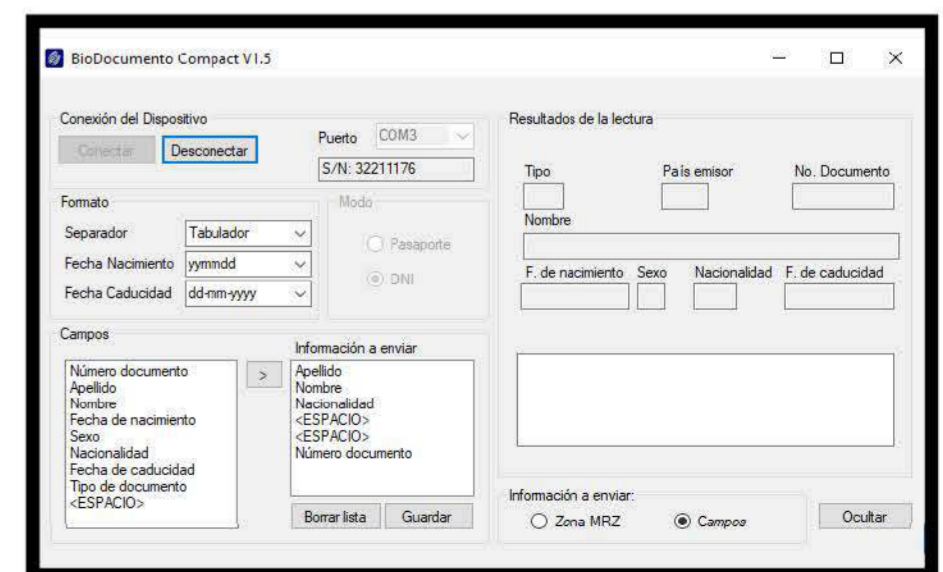 BioDocumento Compact V1.5
Conexión del Dispositivo
Conectar
Desconectar
Puerto
COM3
S/N: 32211176
Formato
Separador
Tabulador
Fecha Nacimiento
yymmdd
Fecha Caducidad
dd-mm-yyyy
Modo
Pasaporte
DNI
Campos
Número documento
Apellido
Nombre
Fecha de nacimiento
Sexo
Nacionalidad
Fecha de caducidad
Tipo de documento
<ESPACIO>
>
Información a enviar
Apellido
Nombre
Nacionalidad
<ESPACIO>
<ESPACIO>
Número documento
Borrar lista
Guardar
Resultados de la lectura
Tipo
País emisor
No. Documento
Nombre
F. de nacimiento
Sexo
Nacionalidad
F. de caducidad
Información a enviar:
Zona MRZ
Campos
Ocultar